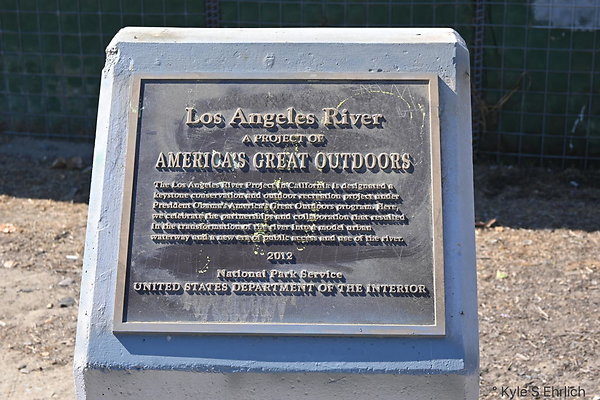 Los Angeles River
A PROJECT OF
AMERICA'S GREAT OUTDOORS
The Los Angeles River Project in California is designated a
keystone conservation and outdoor recreation project under
President Obama's America's Great Outdoors program. Here,
we celebrate the partnerships and collaboration that resulted
in the transformation of the river into a model urban
waterway and a new era of public access and use of the river.
2012
National Park Service
UNITED STATES DEPARTMENT OF THE INTERIOR
° Kyle S Ehrlich